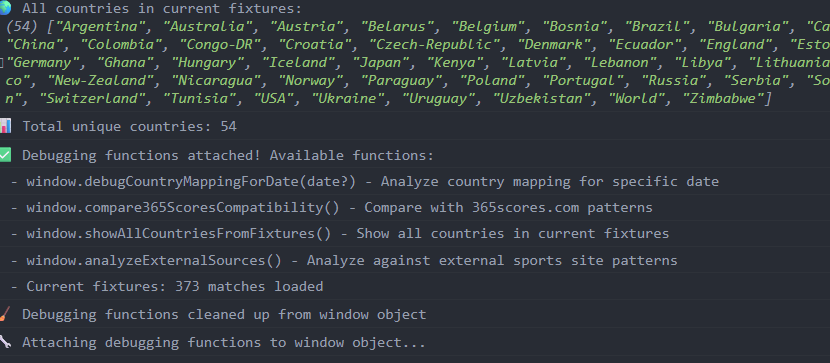 🌎 All countries in current fixtures:
(54) ["Argentina", "Australia", "Austria", "Belarus", "Belgium", "Bosnia", "Brazil", "Bulgaria", "Ca
"China", "Colombia", "Congo-DR", "Croatia", "Czech-Republic", "Denmark", "Ecuador", "England", "Esto
"Germany", "Ghana", "Hungary", "Iceland", "Japan", "Kenya", "Latvia", "Lebanon", "Libya", "Lithuania
co", "New-Zealand", "Nicaragua", "Norway", "Paraguay", "Poland", "Portugal", "Russia", "Serbia", "So
n", "Switzerland", "Tunisia", "USA", "Ukraine", "Uruguay", "Uzbekistan", "World", "Zimbabwe"]
📊 Total unique countries: 54
✅ Debugging functions attached! Available functions:
- window.debugCountryMappingForDate(date?) - Analyze country mapping for specific date
- window.compare365ScoresCompatibility() - Compare with 365scores.com patterns
- window.showAllCountriesFromFixtures() - Show all countries in current fixtures
- window.analyzeExternalSources() - Analyze against external sports site patterns
- Current fixtures: 373 matches loaded
🧹 Debugging functions cleaned up from window object
🔧 Attaching debugging functions to window object...